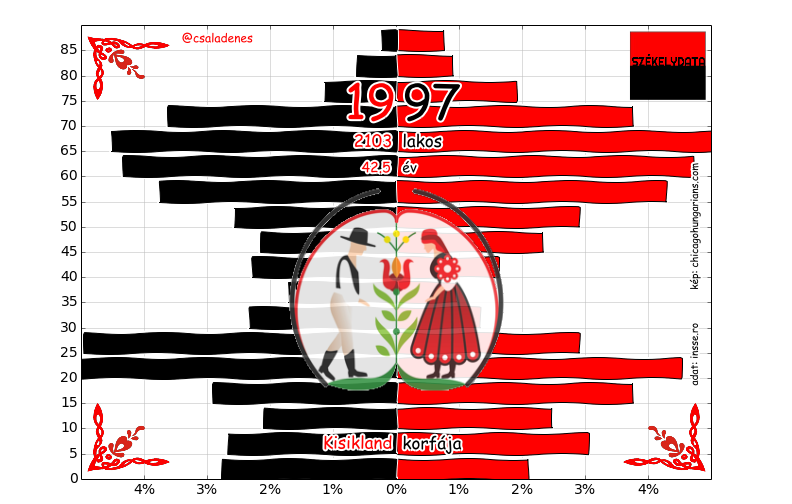 @csaladenes
SZÉKELYDATA
1997
2103 lakos
42.5 év
kép: chicagohungarians.com
adat: insse.ro
Kisikland korfája
85
80
75
70
65
60
55
50
45
40
35
30
25
20
15
10
5
0
4% 3% 2% 1% 0% 1% 2% 3% 4%